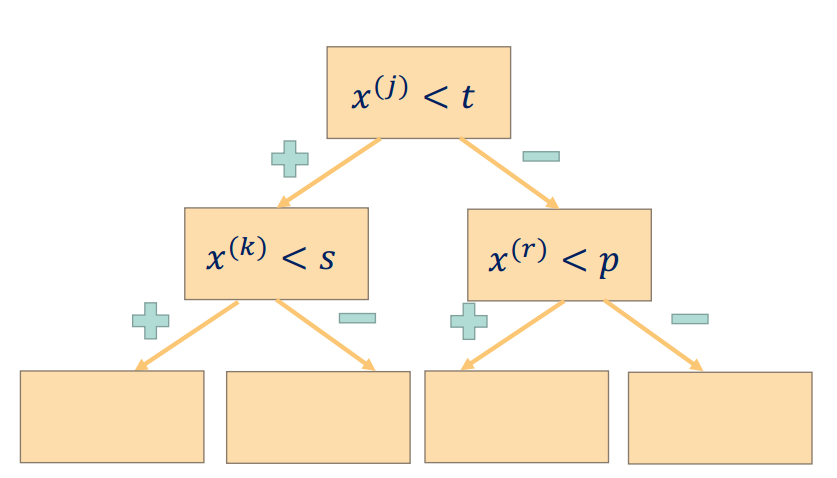 x^(j) < t
x^(k) < s
x^(r) < p